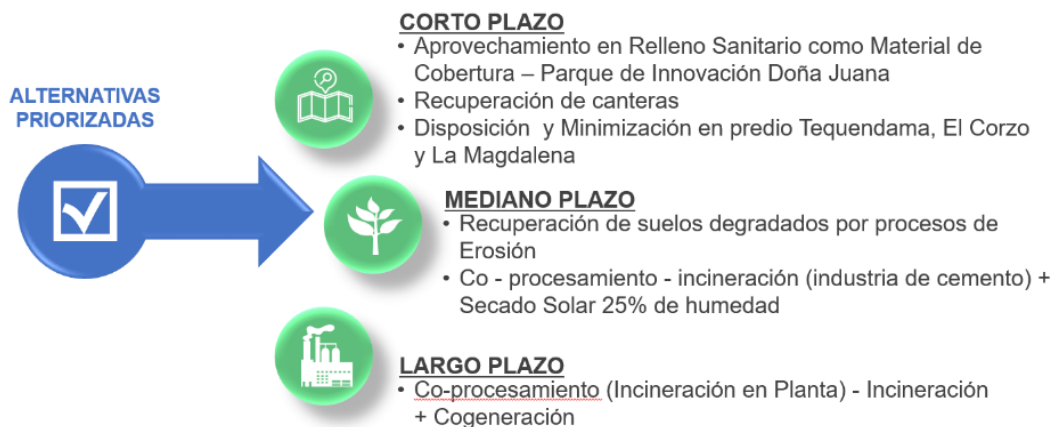 ALTERNATIVAS
PRIORIZADAS
CORTO PLAZO
• Aprovechamiento en Relleno Sanitario como Material de
Cobertura – Parque de Innovación Doña Juana
• Recuperación de canteras
• Disposición y Minimización en predio Tequendama, El Corzo
y La Magdalena
MEDIANO PLAZO
• Recuperación de suelos degradados por procesos de
Erosión
• Co - procesamiento - incineración (industria de cemento) +
Secado Solar 25% de humedad
LARGO PLAZO
• Co-procesamiento (Incineración en Planta) - Incineración
+ Cogeneración